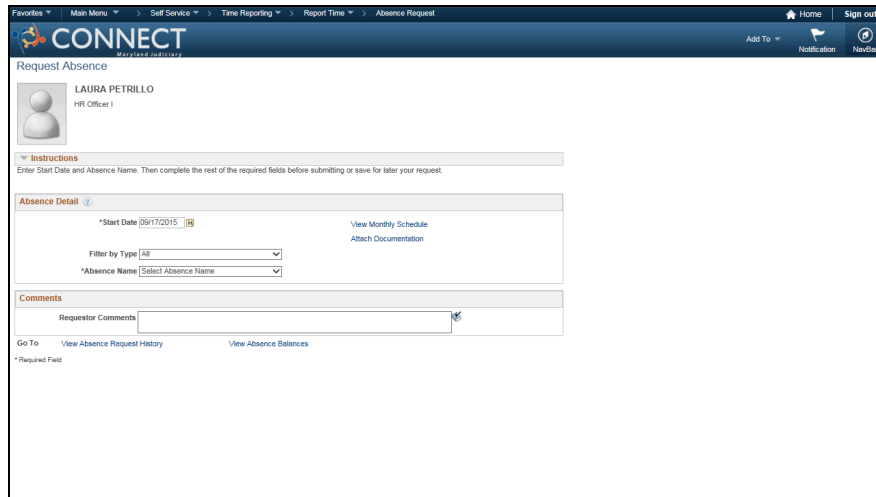 Favorites Main Menu > Self Service > Time Reporting > Report Time > Absence Request Home Sign out
CONNECT
Maryland Judiciary
Add To Notification NavBa
Request Absence
LAURA PETRILLO
HR Officer I
Instructions
Enter Start Date and Absence Name. Then complete the rest of the required fields before submitting or save for later your request.
Absence Detail ?
*Start Date 09/17/2015 View Monthly Schedule
Attach Documentation
Filter by Type All
*Absence Name Select Absence Name
Comments
Requestor Comments
Go To View Absence Request History View Absence Balances
* Required Field